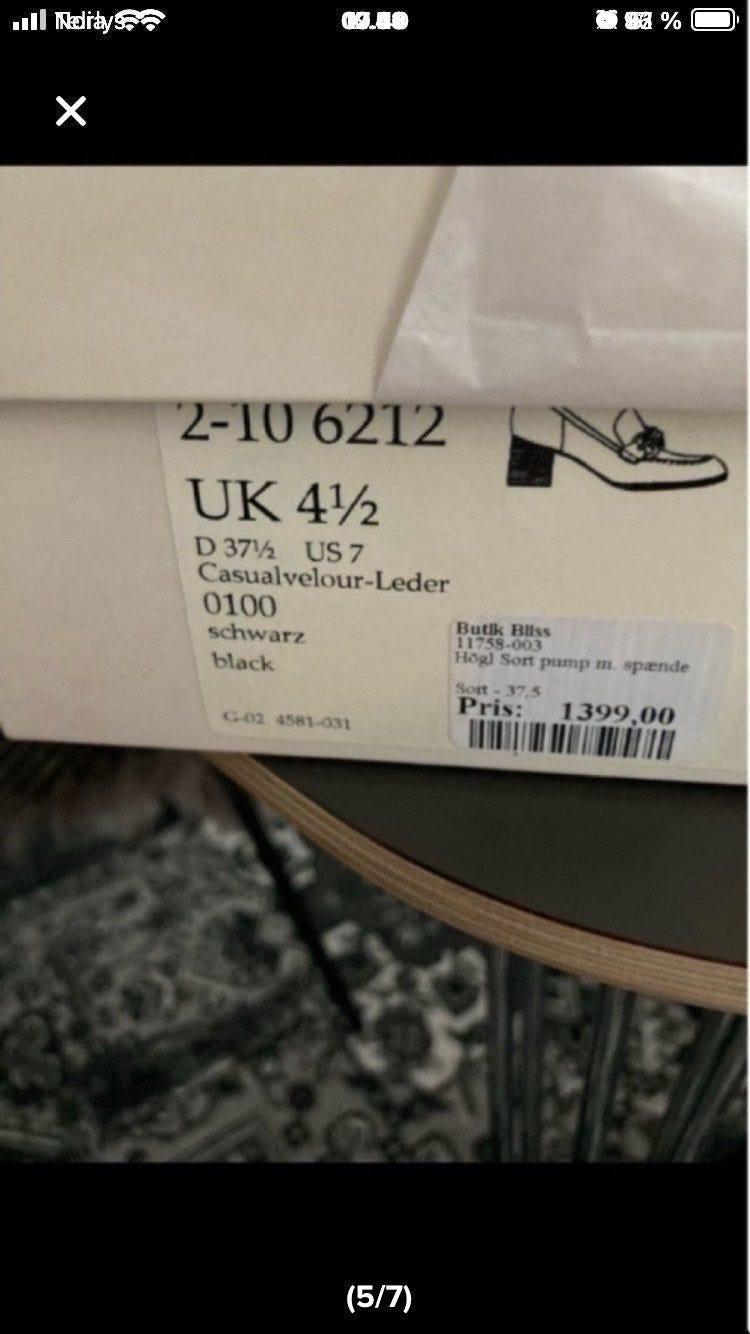 %
2-10 6212
UK 4½
D 37½ US 7
Casualvelour-Leder
0100
schwarz
black
G-02 4581-031
Butik Bliss
11758-003
Högl Sort pump m. spænde
Sort - 37.5
Pris: 1399,00
(5/7)